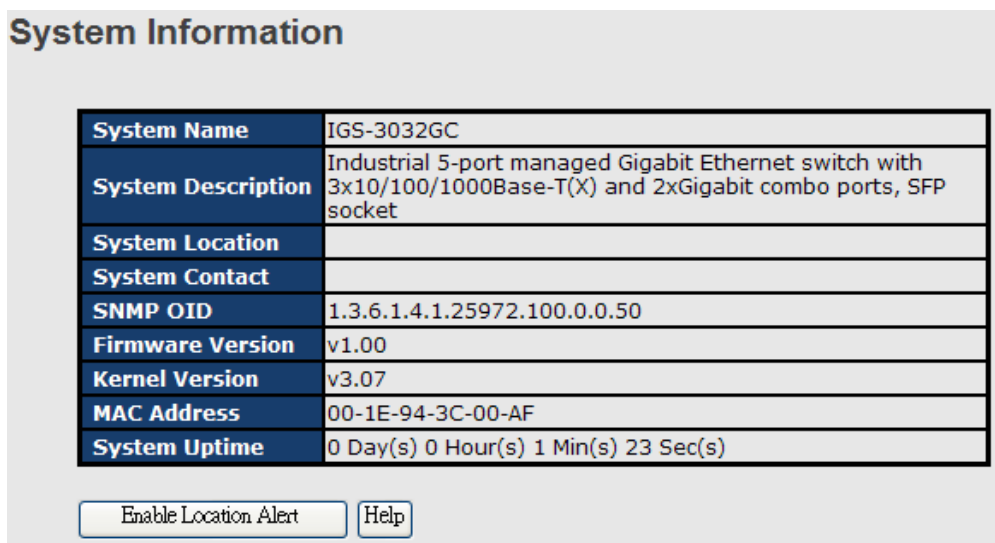 System Information
System Name IGS-3032GC
System Description Industrial 5-port managed Gigabit Ethernet switch with
3x10/100/1000Base-T(X) and 2xGigabit combo ports, SFP
socket
System Location
System Contact
SNMP OID 1.3.6.1.4.1.25972.100.0.0.50
Firmware Version v1.00
Kernel Version v3.07
MAC Address 00-1E-94-3C-00-AF
System Uptime 0 Day(s) 0 Hour(s) 1 Min(s) 23 Sec(s)
Enable Location Alert Help